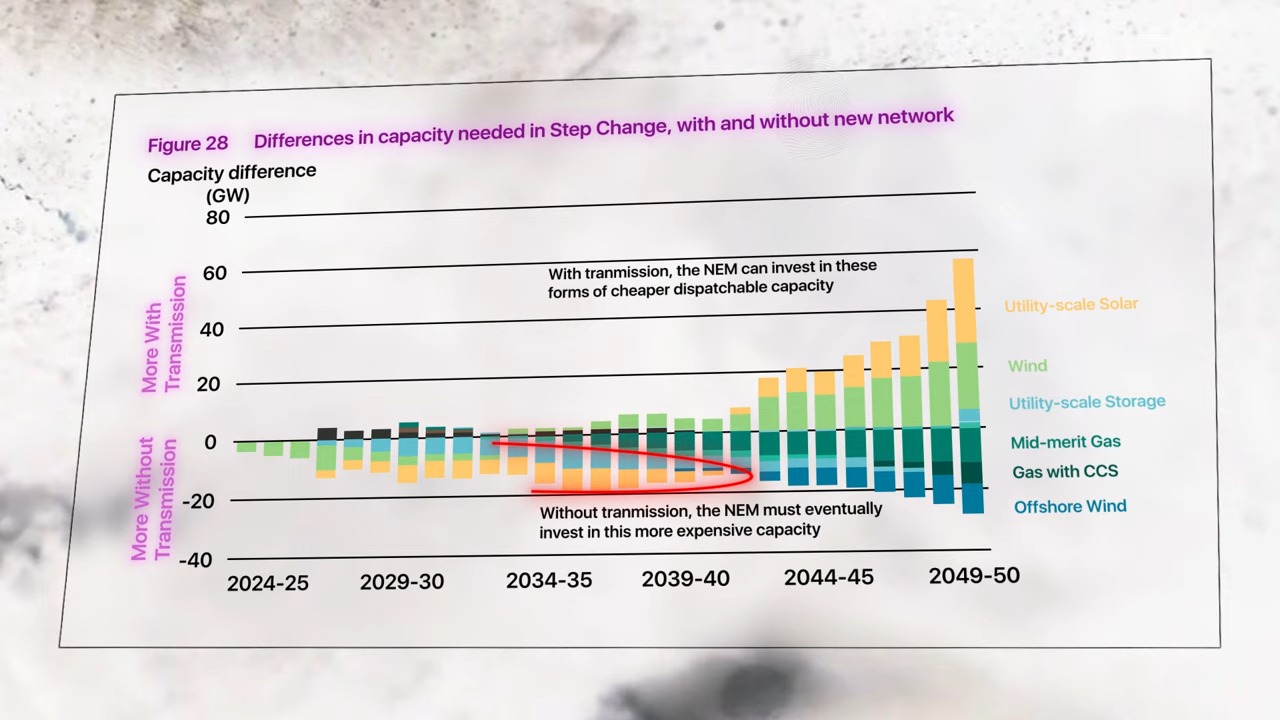 Figure 28 Differences in capacity needed in Step Change, with and without new network
Capacity difference
(GW)
80
60
40
20
0
-20
-40
More With
Transmission
More Without
Transmission
With tranmission, the NEM can invest in these
forms of cheaper dispatchable capacity
Without tranmission, the NEM must eventually
invest in this more expensive capacity
Utility-scale Solar
Wind
Utility-scale Storage
Mid-merit Gas
Gas with CCS
Offshore Wind
2024-25 2029-30 2034-35 2039-40 2044-45 2049-50